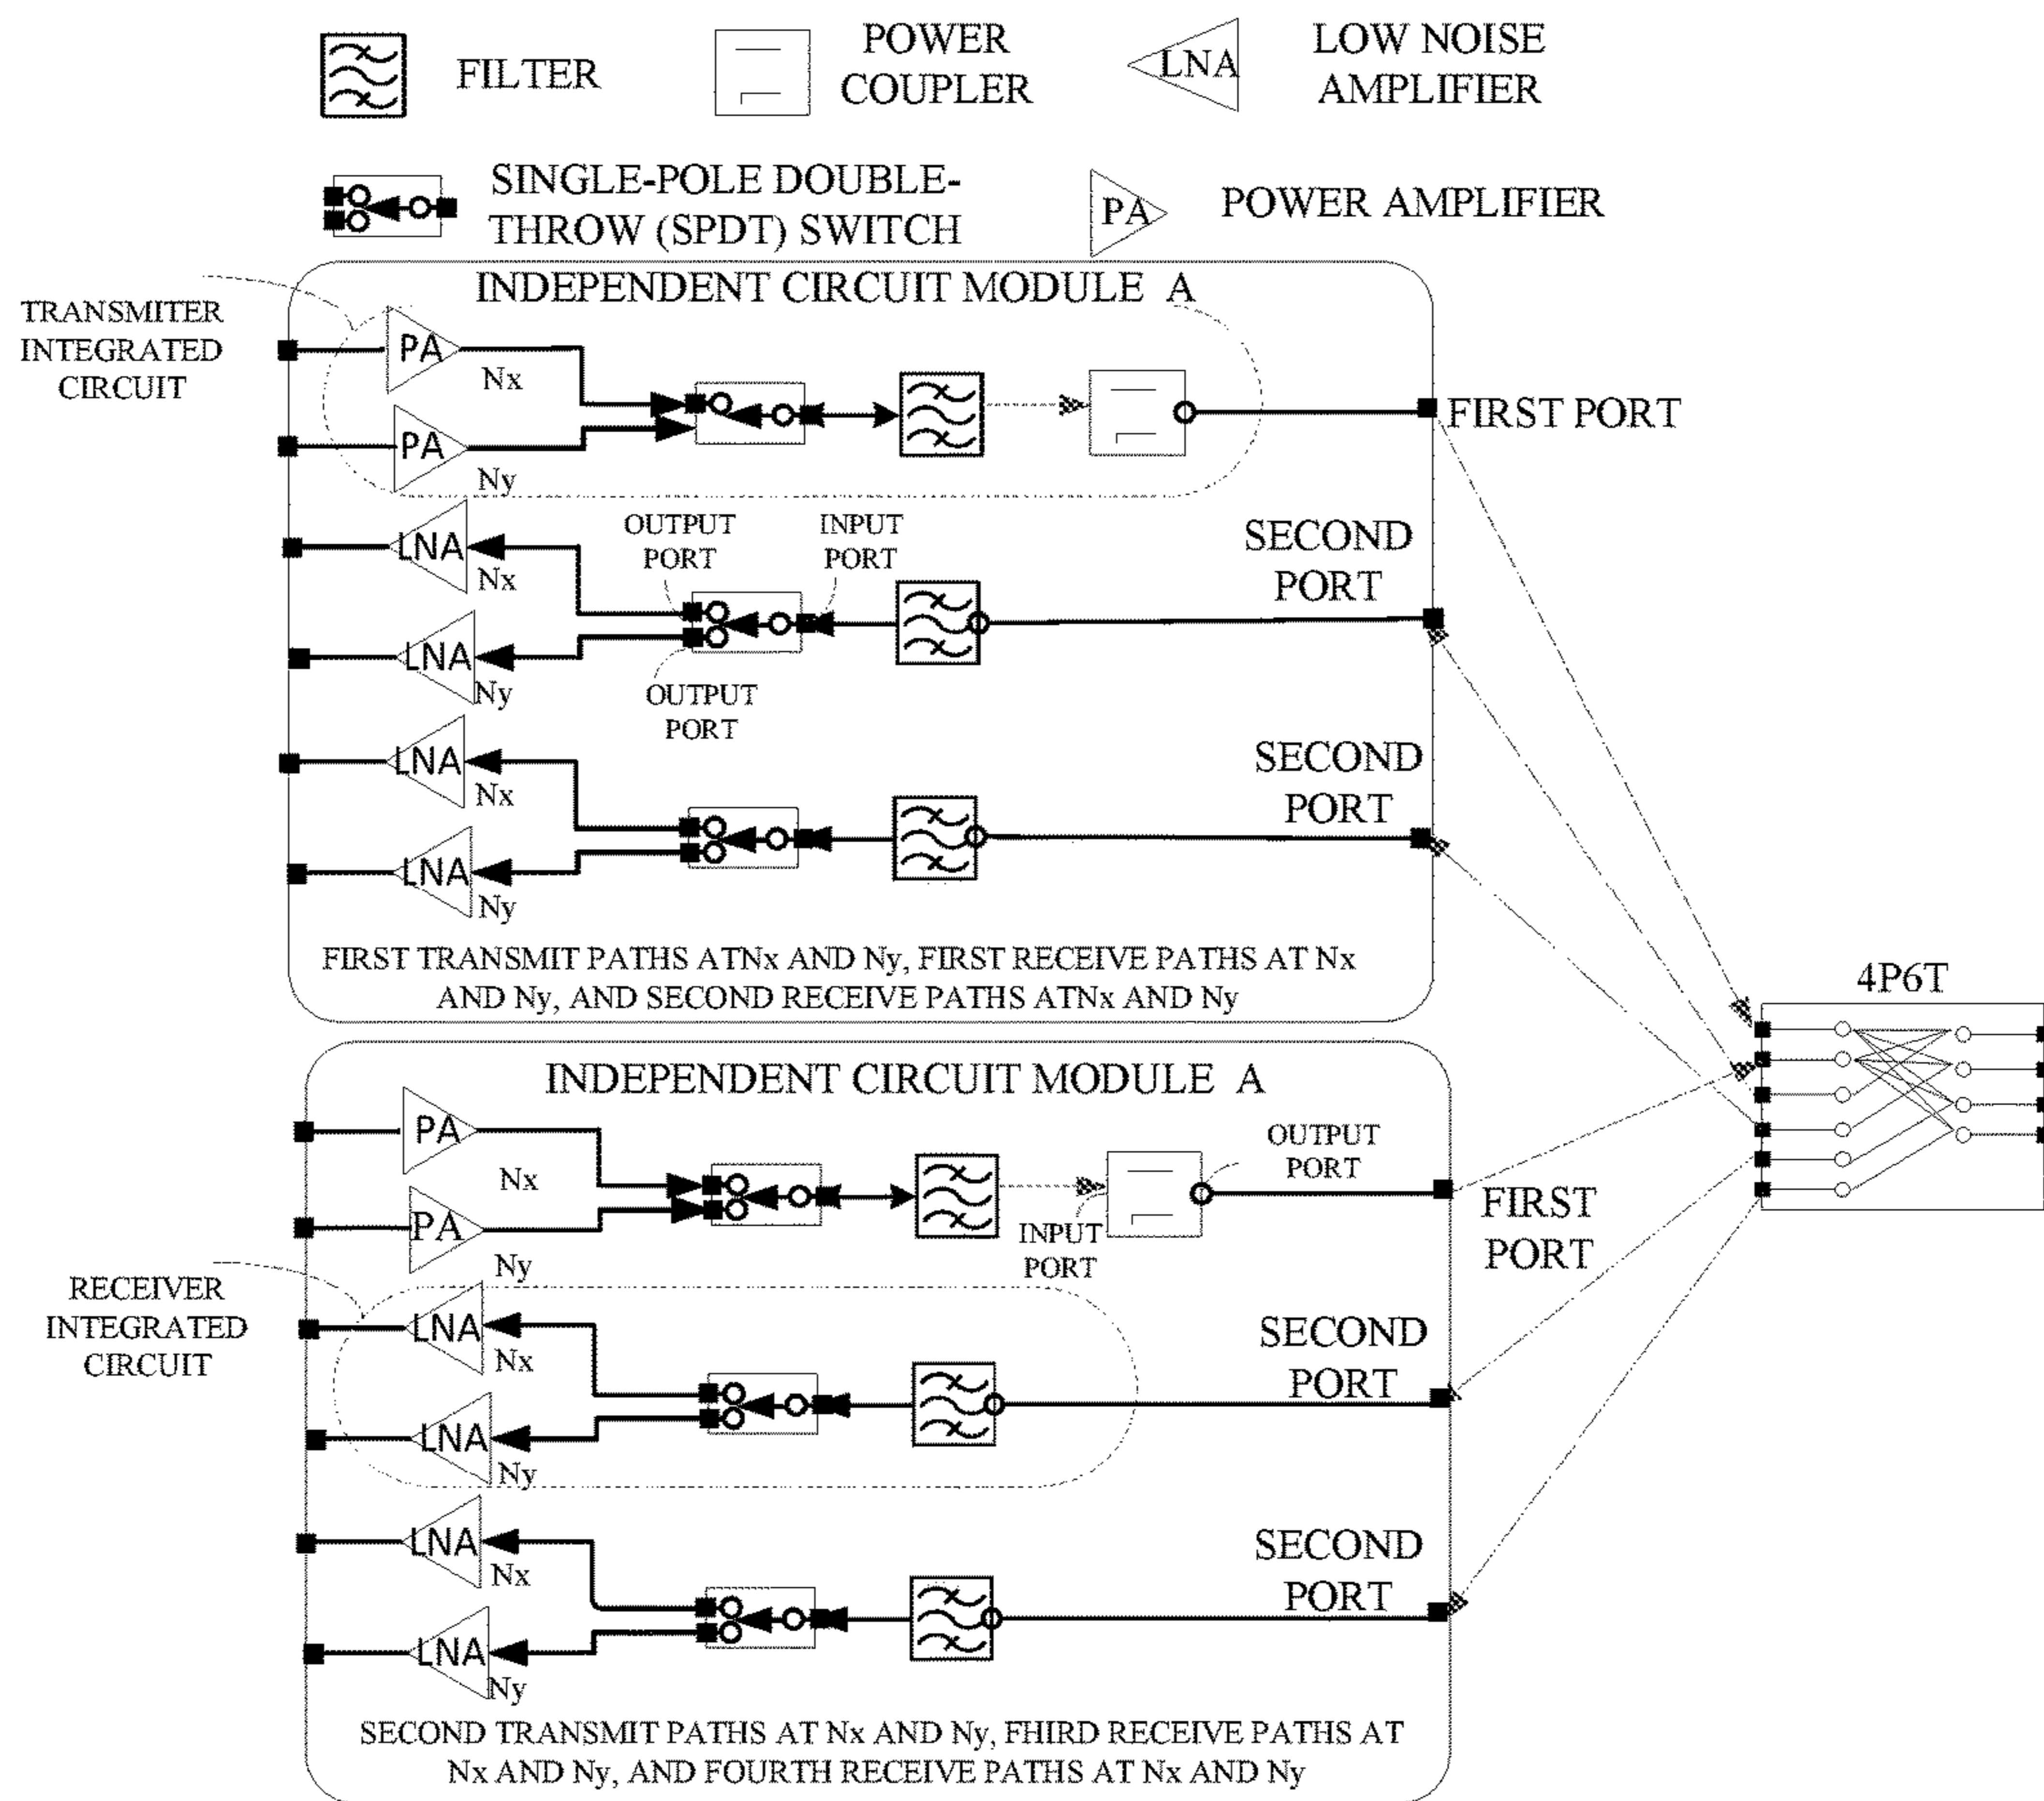 FILTER
POWER
COUPLER
LNA
LOW NOISE
AMPLIFIER
SINGLE-POLE DOUBLE-
THROW (SPDT) SWITCH
PA
POWER AMPLIFIER
INDEPENDENT CIRCUIT MODULE A
TRANSMITER
INTEGRATED
CIRCUIT
PA
Nx
PA
Ny
FIRST PORT
LNA
Nx
OUTPUT
PORT
INPUT
PORT
SECOND
PORT
LNA
Ny
OUTPUT
PORT
LNA
Nx
SECOND
PORT
LNA
Ny
FIRST TRANSMIT PATHS ATNx AND Ny, FIRST RECEIVE PATHS AT Nx
AND Ny, AND SECOND RECEIVE PATHS ATNx AND Ny
4P6T
INDEPENDENT CIRCUIT MODULE A
PA
Nx
PA
Ny
INPUT
PORT
OUTPUT
PORT
FIRST
PORT
RECEIVER
INTEGRATED
CIRCUIT
LNA
Nx
SECOND
PORT
LNA
Ny
LNA
Nx
SECOND
PORT
LNA
Ny
SECOND TRANSMIT PATHS AT Nx AND Ny, FHIRD RECEIVE PATHS AT
Nx AND Ny, AND FOURTH RECEIVE PATHS AT Nx AND Ny